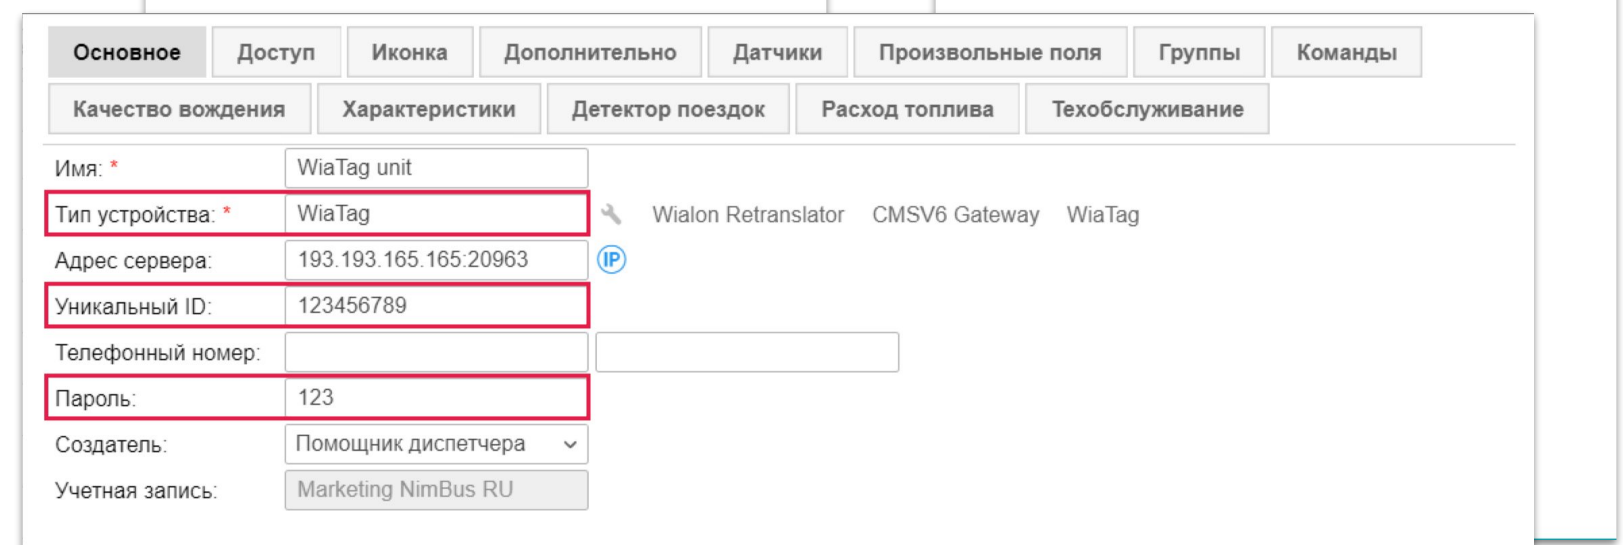 Основное Доступ Иконка Дополнительно Датчики Произвольные поля Группы Команды
Качество вождения Характеристики Детектор поездок Расход топлива Техобслуживание
Имя: * WiaTag unit
Тип устройства: * WiaTag Wialon Retranslator CMSV6 Gateway WiaTag
Адрес сервера: 193.193.165.165:20963 IP
Уникальный ID: 123456789
Телефонный номер:
Пароль: 123
Создатель: Помощник диспетчера
Учетная запись: Marketing NimBus RU